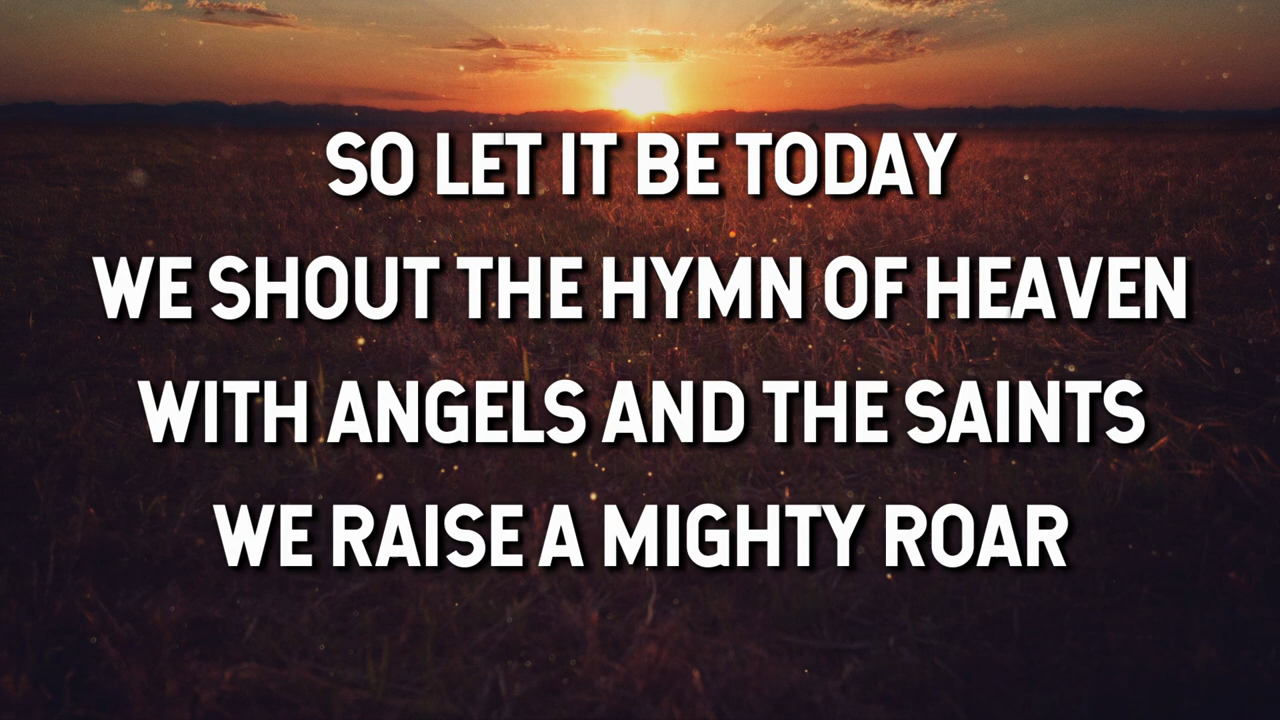 SO LET IT BE TODAY
WE SHOUT THE HYMN OF HEAVEN
WITH ANGELS AND THE SAINTS
WE RAISE A MIGHTY ROAR